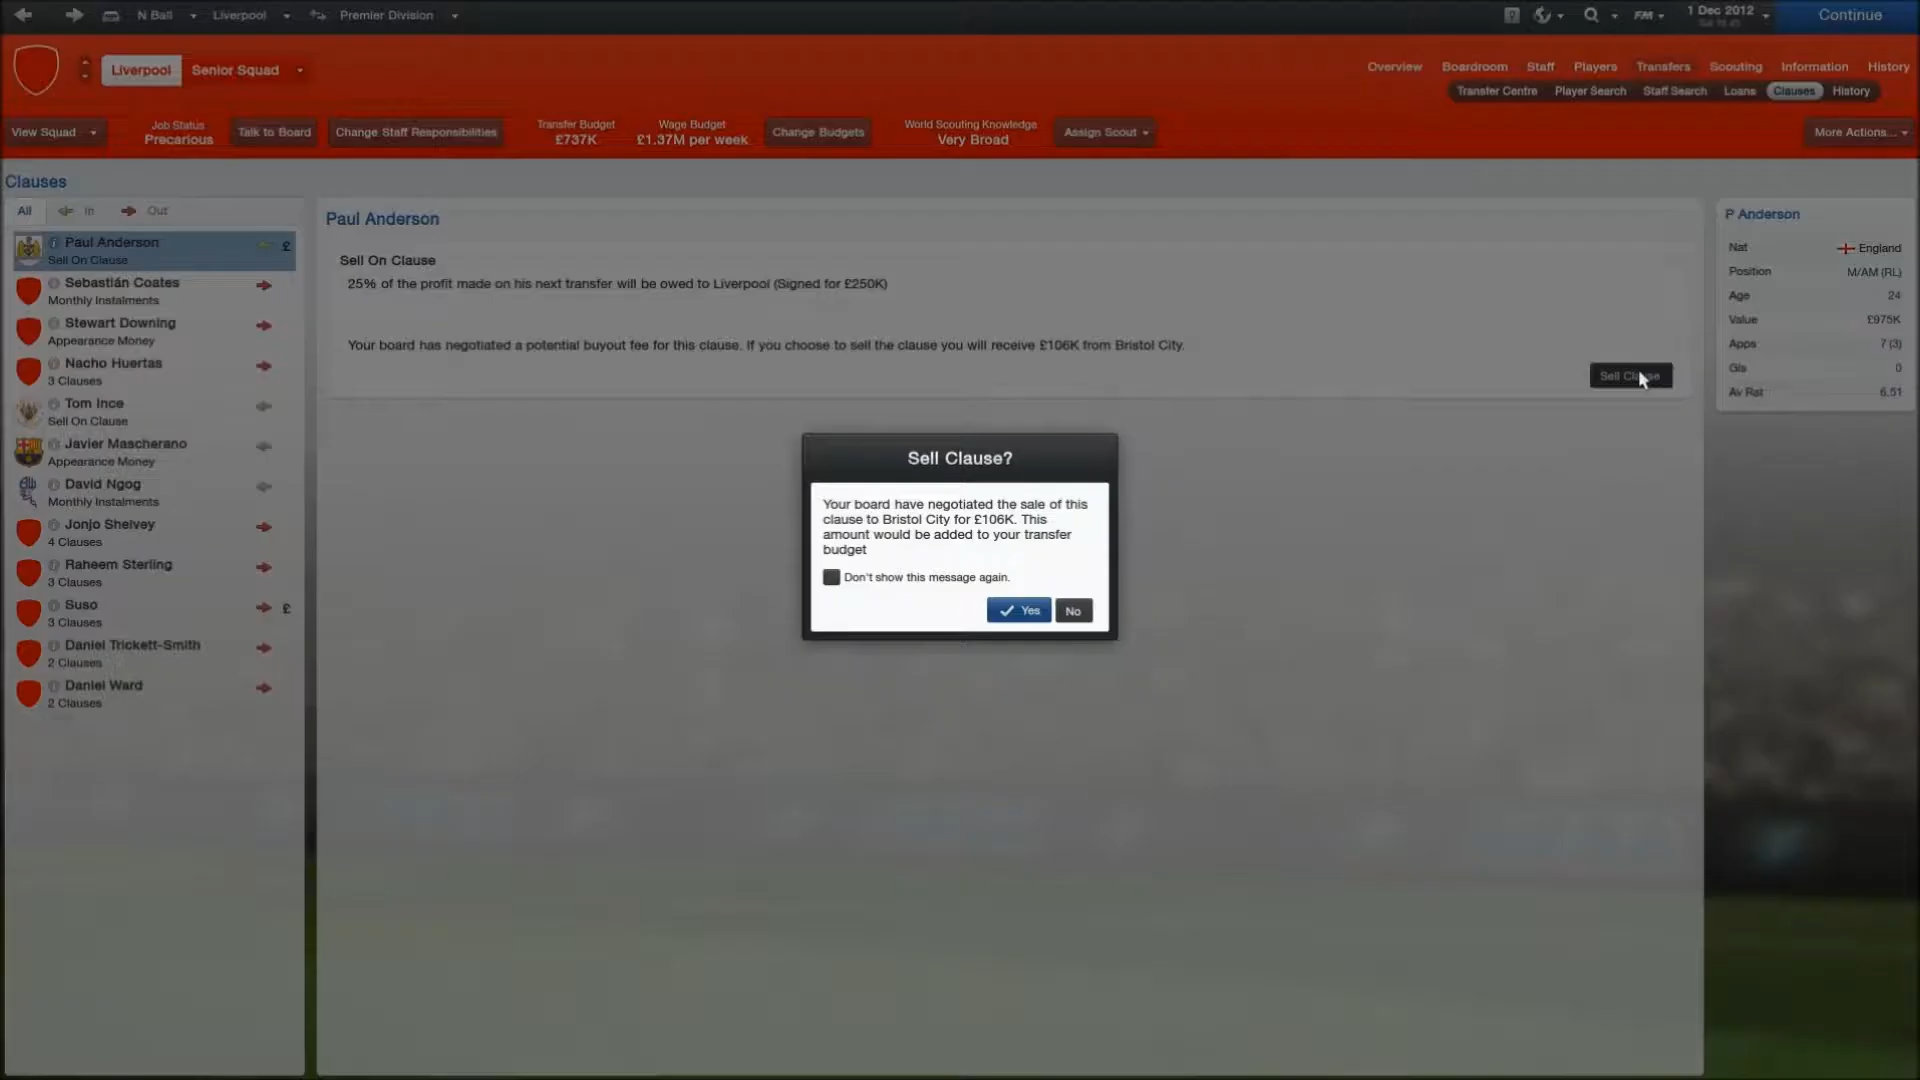 N Ball
Liverpool
Premier Division
FM
1 Dec 2012
Continue
Liverpool
Senior Squad
Overview Boardroom Staff Players Transfers Scouting Information History
Transfer Centre Player Search Staff Search Loans Clauses History
View Squad
Job Status
Precarious
Talk to Board
Change Staff Responsibilities
Transfer Budget
£737K
Wage Budget
£1.37M per week
Change Budgets
World Scouting Knowledge
Very Broad
Assign Scout
More Actions...
Clauses
All In Out
Paul Anderson £
Sell On Clause
Sebastián Coates
Monthly Instalments
Stewart Downing
Appearance Money
Nacho Huertas
3 Clauses
Tom Ince
Sell On Clause
Javier Mascherano
Appearance Money
David Ngog
Monthly Instalments
Jonjo Shelvey
4 Clauses
Raheem Sterling
3 Clauses
Suso £
3 Clauses
Daniel Trickett-Smith
2 Clauses
Daniel Ward
2 Clauses
Paul Anderson
Sell On Clause
25% of the profit made on his next transfer will be owed to Liverpool (Signed for £250K)
Your board has negotiated a potential buyout fee for this clause. If you choose to sell the clause you will receive £106K from Bristol City.
Sell Clause
Sell Clause?
Your board have negotiated the sale of this
clause to Bristol City for £106K. This
amount would be added to your transfer
budget
Don't show this message again.
Yes No
P Anderson
Nat England
Position M/AM (RL)
Age 24
Value £975K
Apps 7 (3)
Gls 0
Av Rat 6.51